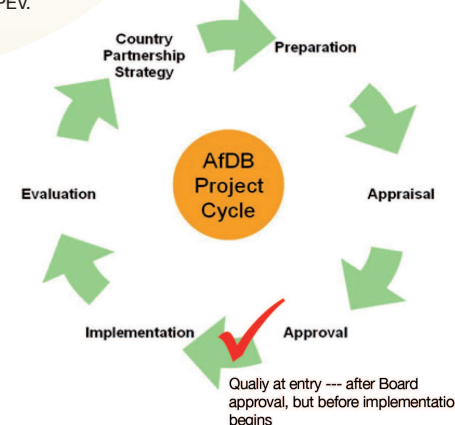 PEV.
Country
Partnership
Strategy
Preparation
Appraisal
Approval
Implementation
Evaluation
AfDB
Project
Cycle
Qualiy at entry --- after Board
approval, but before implementatio
begins